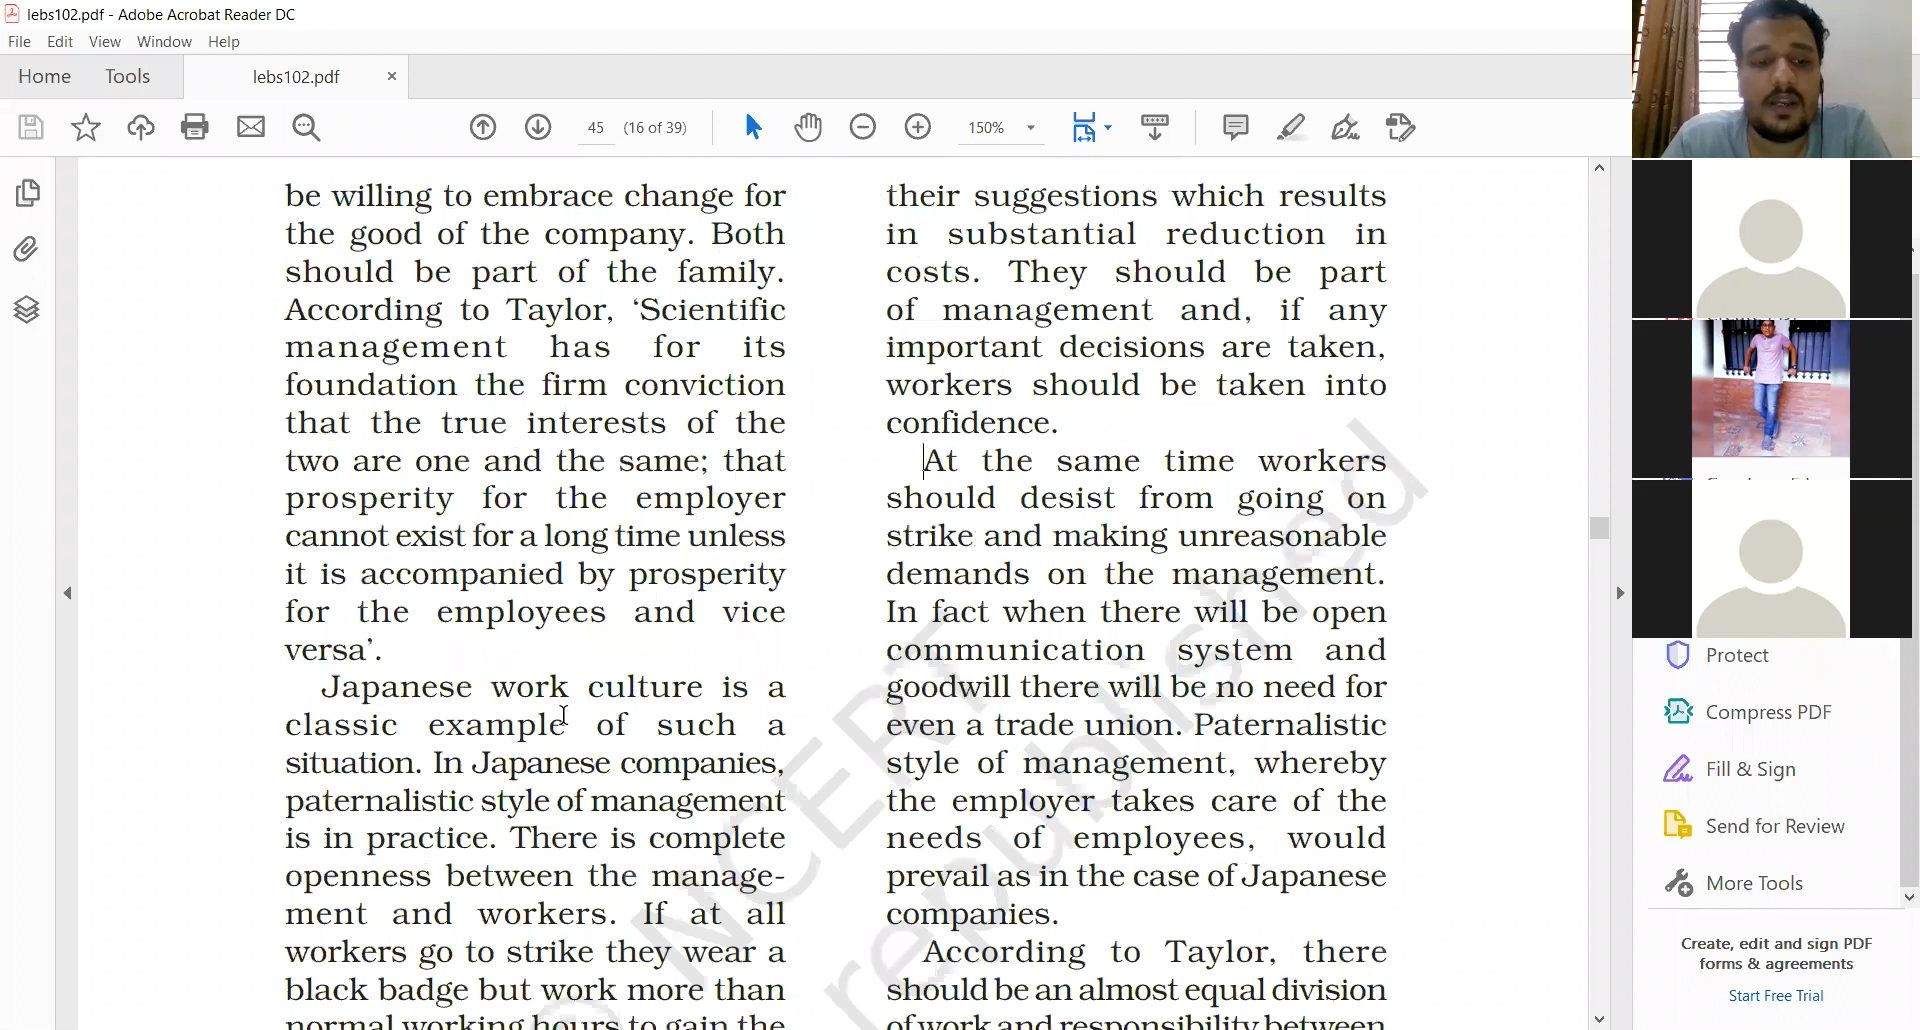 lebs102.pdf - Adobe Acrobat Reader DC
File Edit View Window Help
Home Tools lebs102.pdf ×
45 (16 of 39) 150%
be willing to embrace change for
the good of the company. Both
should be part of the family.
According to Taylor, ‘Scientific
management has for its
foundation the firm conviction
that the true interests of the
two are one and the same; that
prosperity for the employer
cannot exist for a long time unless
it is accompanied by prosperity
for the employees and vice
versa’.
Japanese work culture is a
classic example of such a
situation. In Japanese companies,
paternalistic style of management
is in practice. There is complete
openness between the manage-
ment and workers. If at all
workers go to strike they wear a
black badge but work more than
normal working hours to gain the
their suggestions which results
in substantial reduction in
costs. They should be part
of management and, if any
important decisions are taken,
workers should be taken into
confidence.
At the same time workers
should desist from going on
strike and making unreasonable
demands on the management.
In fact when there will be open
communication system and
goodwill there will be no need for
even a trade union. Paternalistic
style of management, whereby
the employer takes care of the
needs of employees, would
prevail as in the case of Japanese
companies.
According to Taylor, there
should be an almost equal division
of work and responsibility between
© NCERT
republished
Protect
Compress PDF
Fill & Sign
Send for Review
More Tools
Create, edit and sign PDF
forms & agreements
Start Free Trial